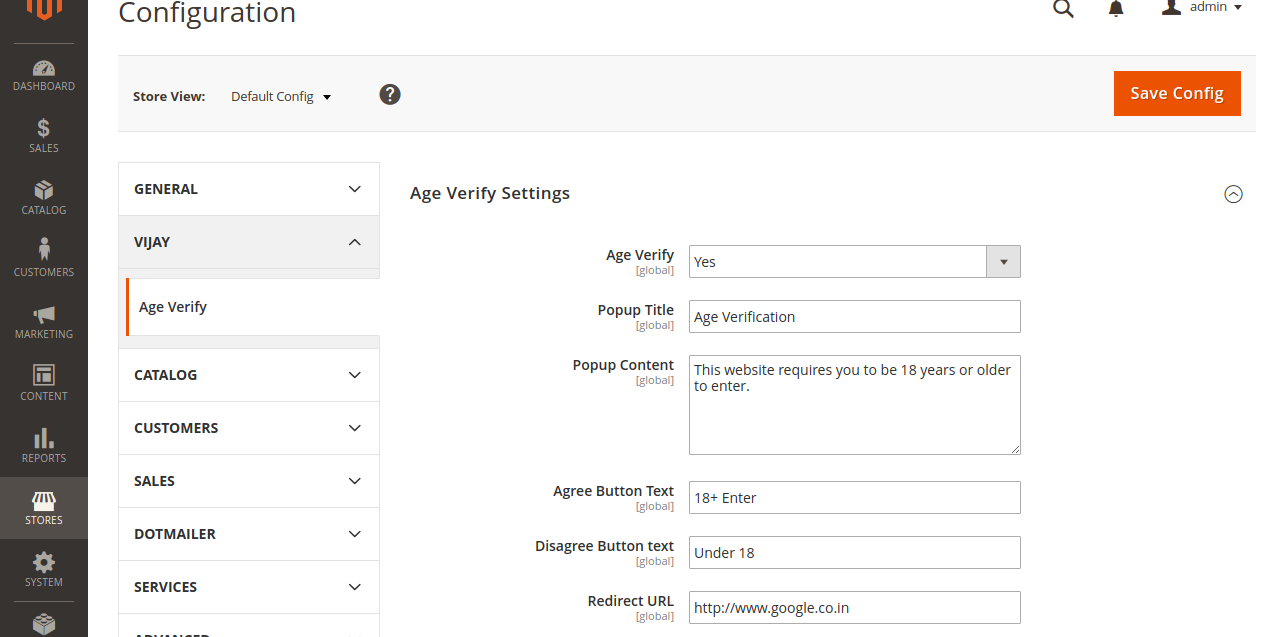 Configuration
admin
DASHBOARD
SALES
CATALOG
CUSTOMERS
MARKETING
CONTENT
REPORTS
STORES
SYSTEM
Store View: Default Config ?
Save Config
GENERAL
VIJAY
Age Verify
CATALOG
CUSTOMERS
SALES
DOTMAILER
SERVICES
ADVANCED
Age Verify Settings
Age Verify
[global]
Yes
Popup Title
[global]
Age Verification
Popup Content
[global]
This website requires you to be 18 years or older
to enter.
Agree Button Text
[global]
18+ Enter
Disagree Button text
[global]
Under 18
Redirect URL
[global]
http://www.google.co.in